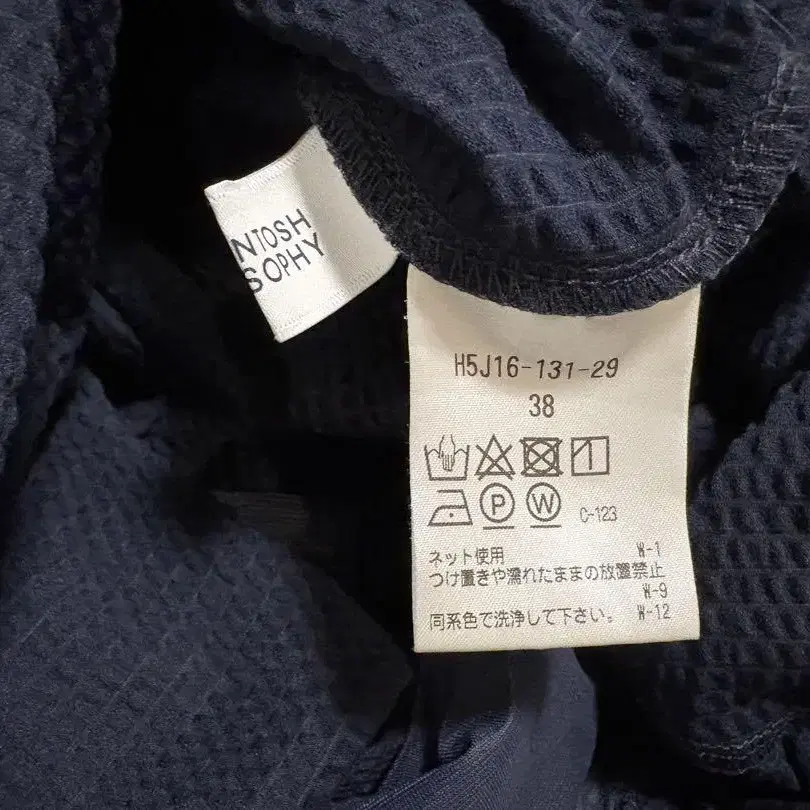 NTOSH
SOPHY
H5J16-131-29
38
P W C-123
ネット使用 W-1
つけ置きや濡れたままの放置禁止
W-9
同系色で洗浄して下さい。 W-12